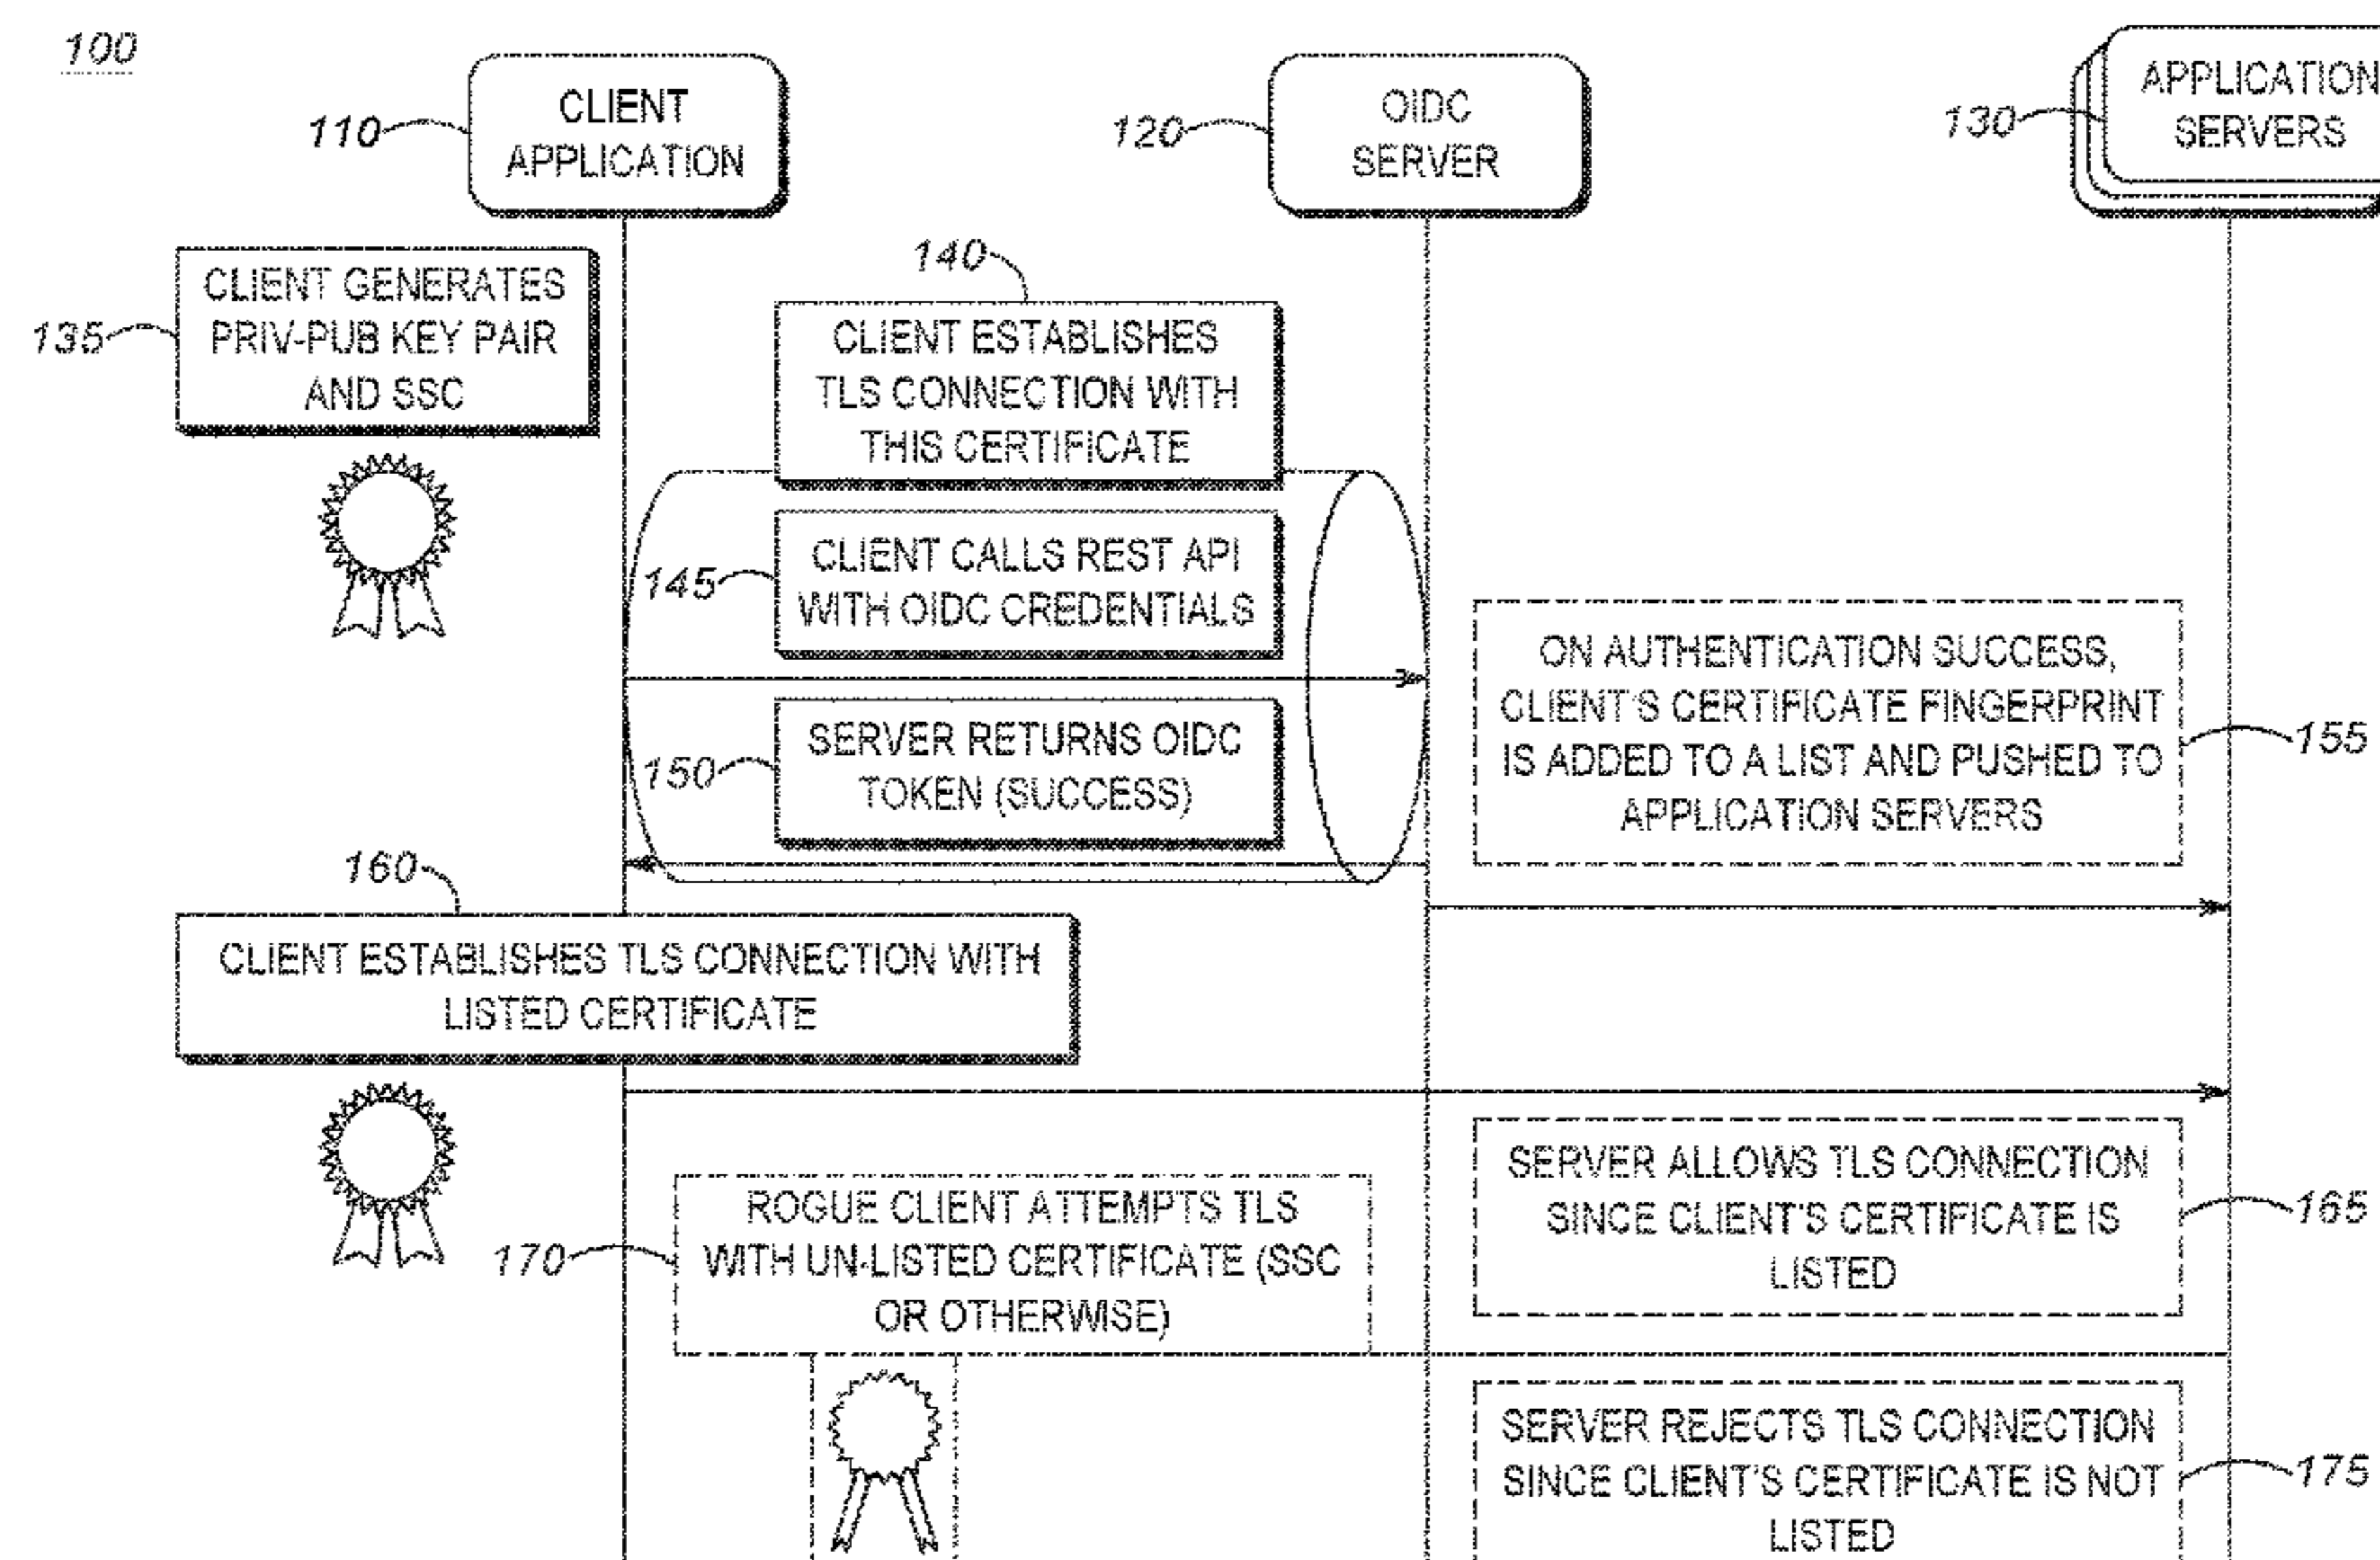 100
110
CLIENT
APPLICATION
120
OIDC
SERVER
130
APPLICATION
SERVERS
135
CLIENT GENERATES
PRIV-PUB KEY PAIR
AND SSC
140
CLIENT ESTABLISHES
TLS CONNECTION WITH
THIS CERTIFICATE
145
CLIENT CALLS REST API
WITH OIDC CREDENTIALS
150
SERVER RETURNS OIDC
TOKEN (SUCCESS)
ON AUTHENTICATION SUCCESS,
CLIENT'S CERTIFICATE FINGERPRINT
IS ADDED TO A LIST AND PUSHED TO
APPLICATION SERVERS
155
160
CLIENT ESTABLISHES TLS CONNECTION WITH
LISTED CERTIFICATE
SERVER ALLOWS TLS CONNECTION
SINCE CLIENT'S CERTIFICATE IS
LISTED
165
170
ROGUE CLIENT ATTEMPTS TLS
WITH UN-LISTED CERTIFICATE (SSC
OR OTHERWISE)
SERVER REJECTS TLS CONNECTION
SINCE CLIENT'S CERTIFICATE IS NOT
LISTED
175